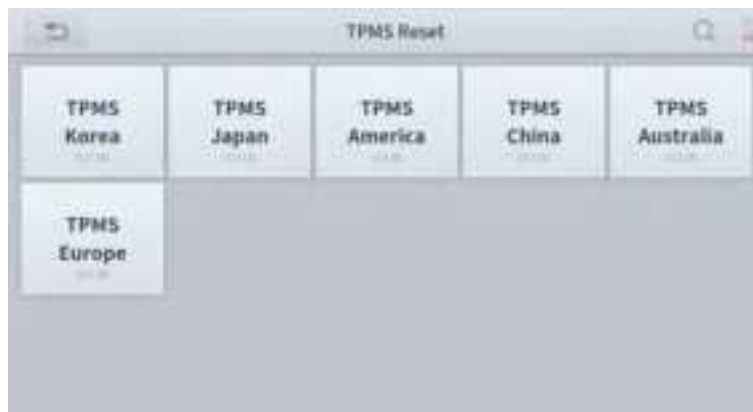 TPMS Reset
TPMS
Korea
TPMS
Japan
TPMS
America
TPMS
China
TPMS
Australia
TPMS
Europe